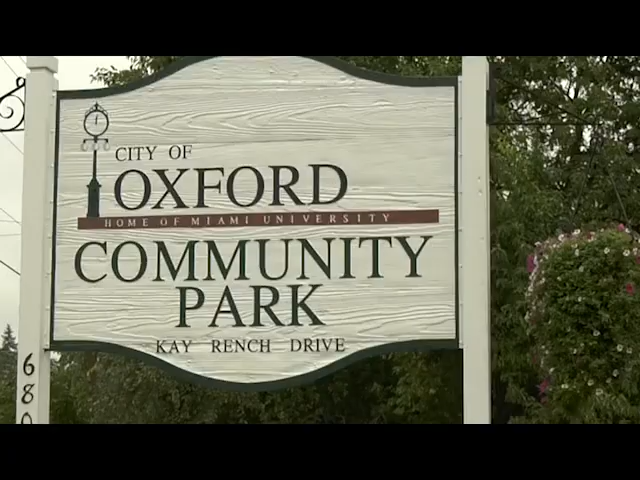 CITY OF
OXFORD
HOME OF MIAMI UNIVERSITY
COMMUNITY
PARK
KAY RENCH DRIVE
68